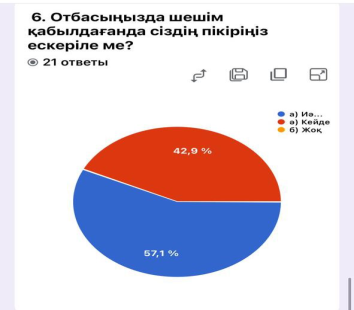 6. Отбасыңызда шешім
қабылдағанда сіздің пікіріңіз
ескеріле ме?
21 ответы
а) Иә...
а) Кейде
б) Жоқ
42,9 %
57,1 %